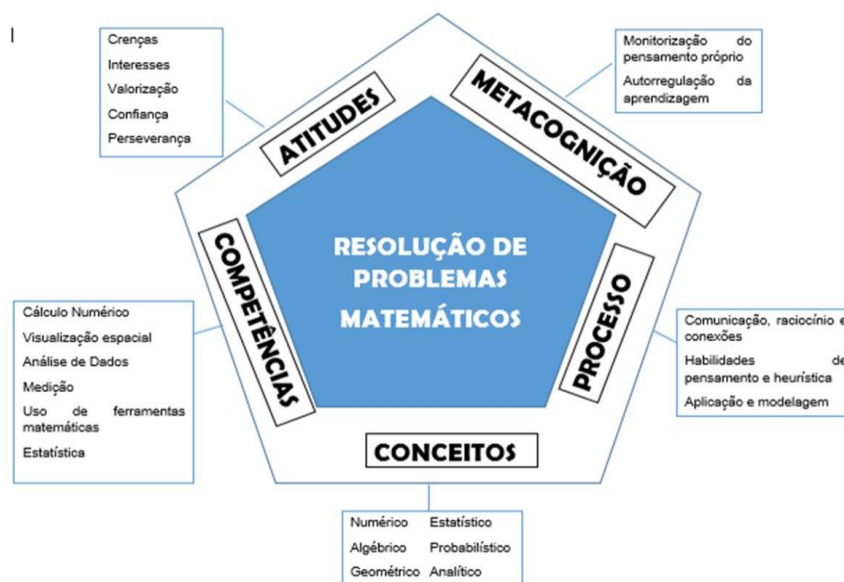 Crenças
Interesses
Valorização
Confiança
Perseverança
ATITUDES
METACOGNIÇÃO
Monitorização do
pensamento próprio
Autorregulação da
aprendizagem
RESOLUÇÃO DE
PROBLEMAS
MATEMÁTICOS
COMPETÊNCIAS
Cálculo Numérico
Visualização espacial
Análise de Dados
Medição
Uso de ferramentas
matemáticas
Estatística
PROCESSO
Comunicação, raciocínio e
conexões
Habilidades de
pensamento e heurística
Aplicação e modelagem
CONCEITOS
Numérico Estatístico
Algébrico Probabilístico
Geométrico Analítico